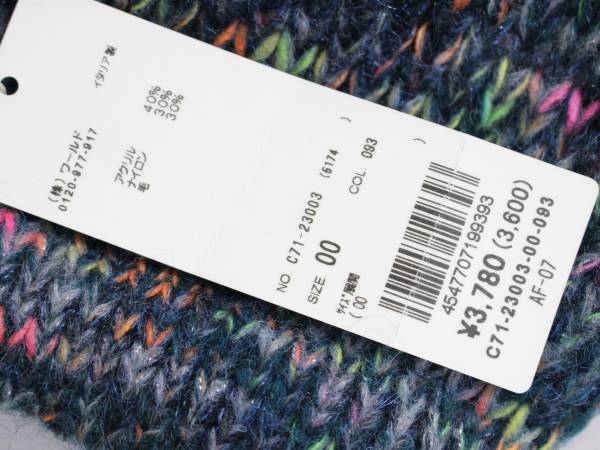 (株) ワールド
0120-977-917
イタリア製
アクリル 40%
ナイロン 30%
毛 30%
NO. C71-23003 (6174 )
SIZE. 00 COL. 093
サイズ展開
( 00 )
4547707199393
¥3,780 (3,600)
C71-23003-00-093
AF-07